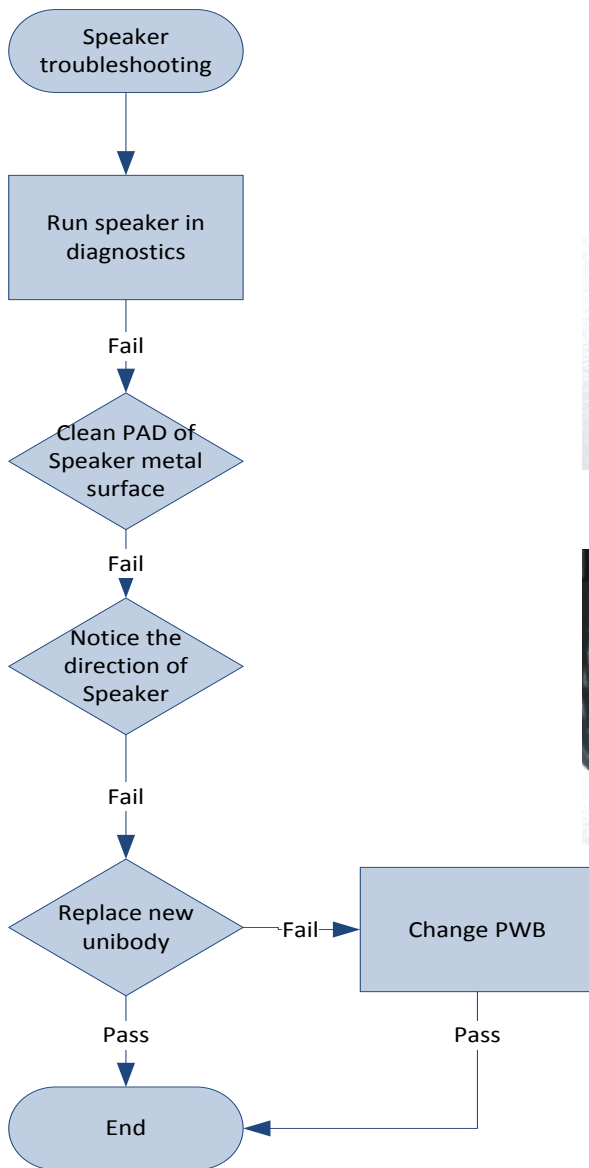 Speaker
troubleshooting
Run speaker in
diagnostics
Fail
Clean PAD of
Speaker metal
surface
Fail
Notice the
direction of
Speaker
Fail
Replace new
unibody
Fail
Change PWB
Pass
Pass
End